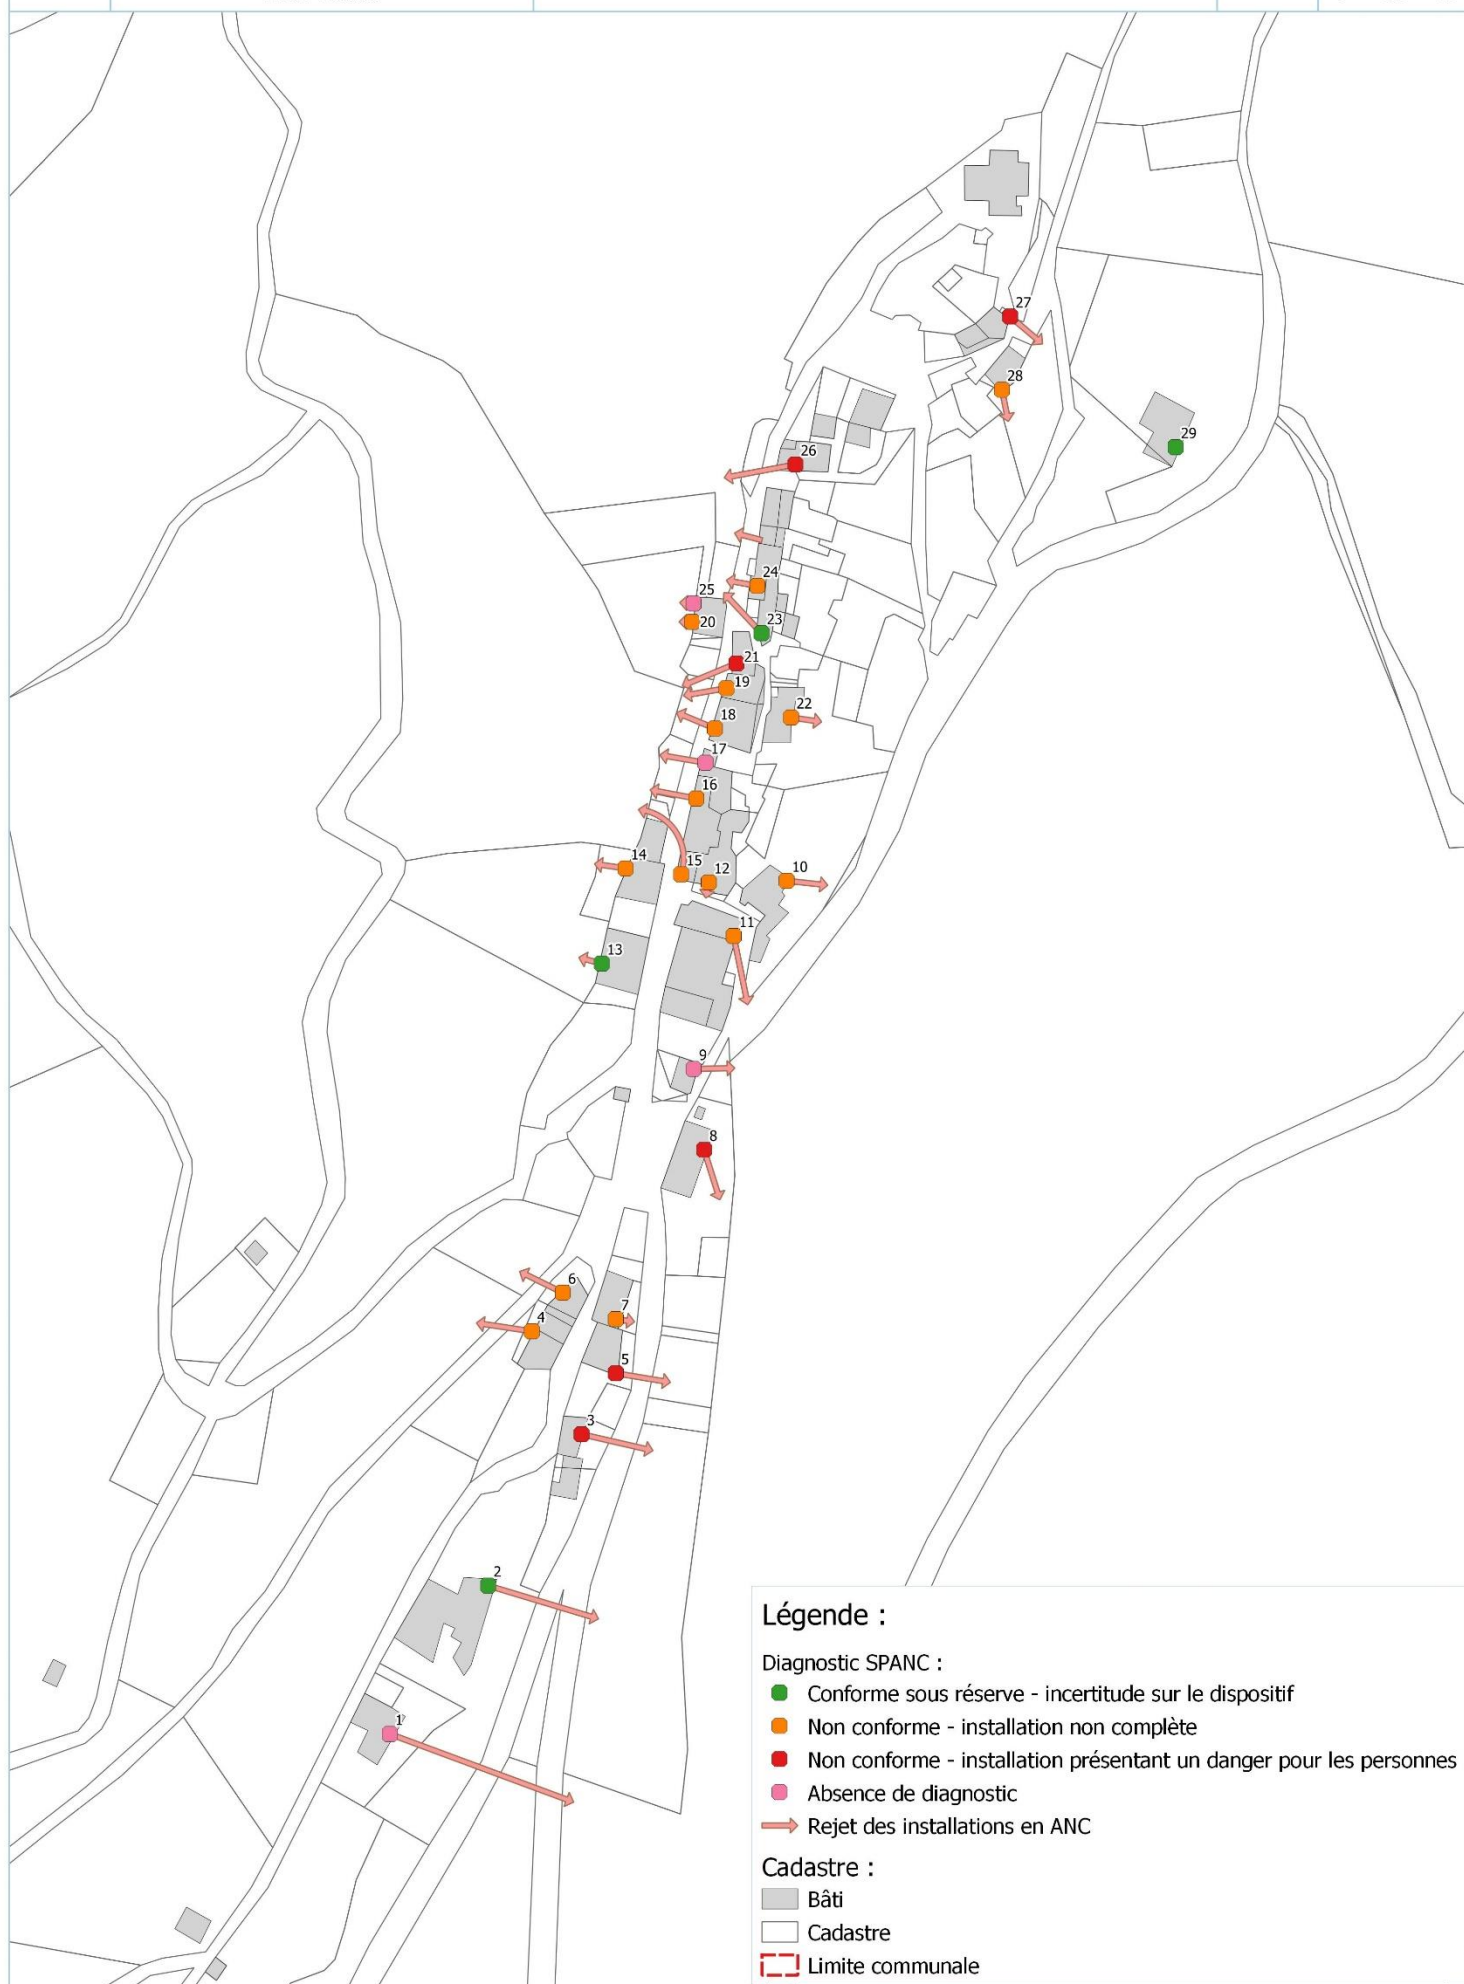 27
28
29
26
24
25
20
23
21
19
18
22
17
16
14
15
12
10
11
13
9
8
6
4
7
5
3
2
1
Légende :
Diagnostic SPANC :
Conforme sous réserve - incertitude sur le dispositif
Non conforme - installation non complète
Non conforme - installation présentant un danger pour les personnes
Absence de diagnostic
Rejet des installations en ANC
Cadastre :
Bâti
Cadastre
Limite communale